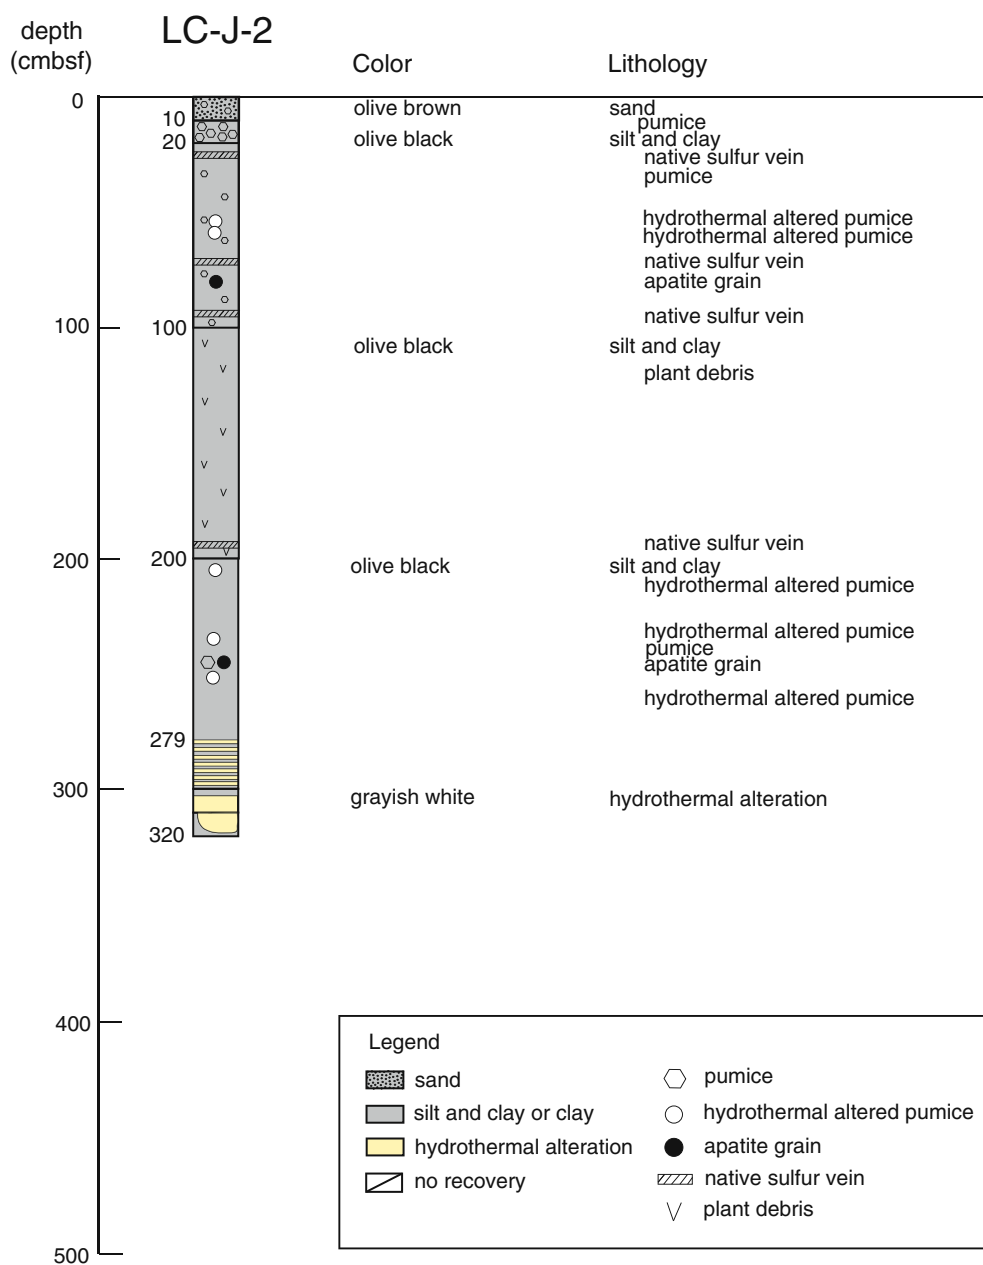 depth
(cmbsf)
LC-J-2
Color
Lithology
0
olive brown
sand
10
pumice
20
olive black
silt and clay
native sulfur vein
pumice
hydrothermal altered pumice
hydrothermal altered pumice
native sulfur vein
apatite grain
native sulfur vein
100
100
olive black
silt and clay
plant debris
native sulfur vein
200
200
olive black
silt and clay
hydrothermal altered pumice
hydrothermal altered pumice
pumice
apatite grain
hydrothermal altered pumice
279
300
grayish white
hydrothermal alteration
320
400
500
Legend
sand
silt and clay or clay
hydrothermal alteration
no recovery
pumice
hydrothermal altered pumice
apatite grain
native sulfur vein
plant debris